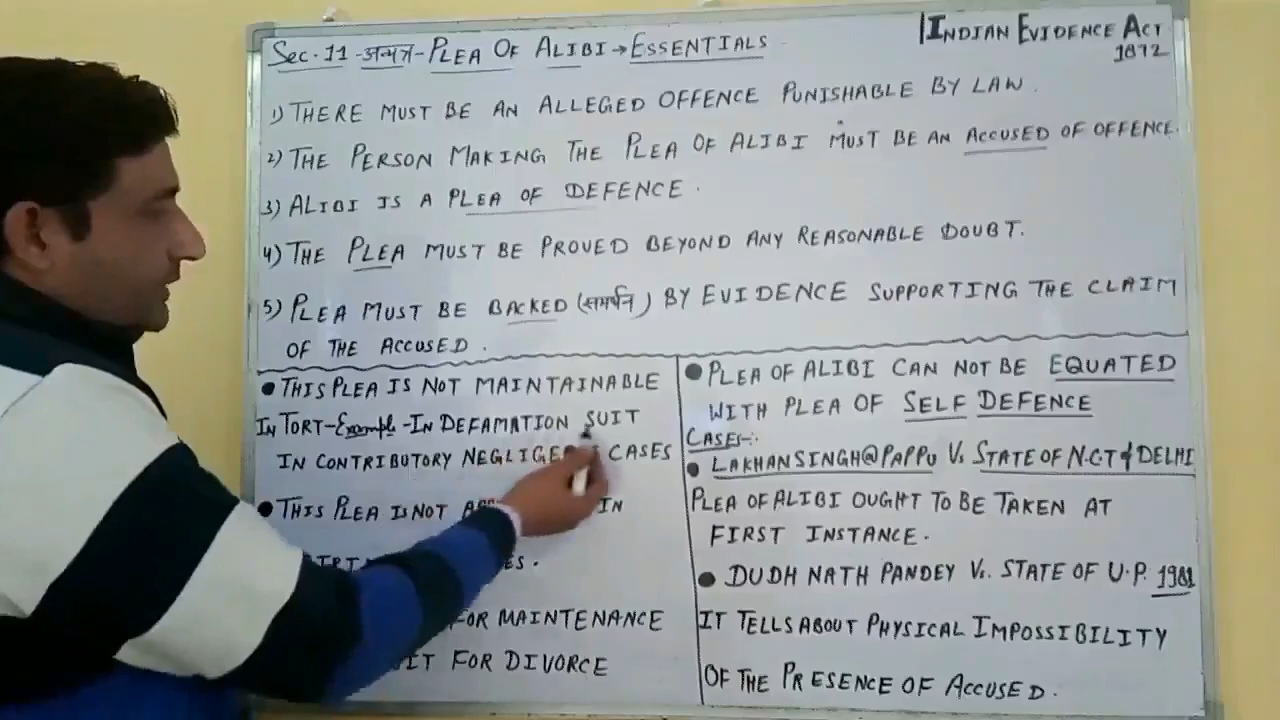 Sec.11-अन्यत्र-PLEA OF ALIBI→ESSENTIALS
INDIAN EVIDENCE ACT
1872
1) THERE MUST BE AN ALLEGED OFFENCE PUNISHABLE BY LAW.
2) THE PERSON MAKING THE PLEA OF ALIBI MUST BE AN ACCUSED OF OFFENCE.
3) ALIBI IS A PLEA OF DEFENCE.
4) THE PLEA MUST BE PROVED BEYOND ANY REASONABLE DOUBT.
5) PLEA MUST BE BACKED (समर्थन) BY EVIDENCE SUPPORTING THE CLAIM
OF THE ACCUSED.
● THIS PLEA IS NOT MAINTAINABLE
IN TORT-Example-IN DEFAMATION SUIT
IN CONTRIBUTORY CASES
● THIS PLEA IS NOT IN
FOR MAINTENANCE
FOR DIVORCE
● PLEA OF ALIBI CAN NOT BE EQUATED
WITH PLEA OF SELF DEFENCE
CASES-:
● LAKHANSINGH@PAPPU Vs STATE OF N.CT of DELHI
PLEA OF ALIBI OUGHT TO BE TAKEN AT
FIRST INSTANCE.
● DUDH NATH PANDEY Vs. STATE OF U.P. 1981
IT TELLS ABOUT PHYSICAL IMPOSSIBILITY
OF THE PRESENCE OF ACCUSED.